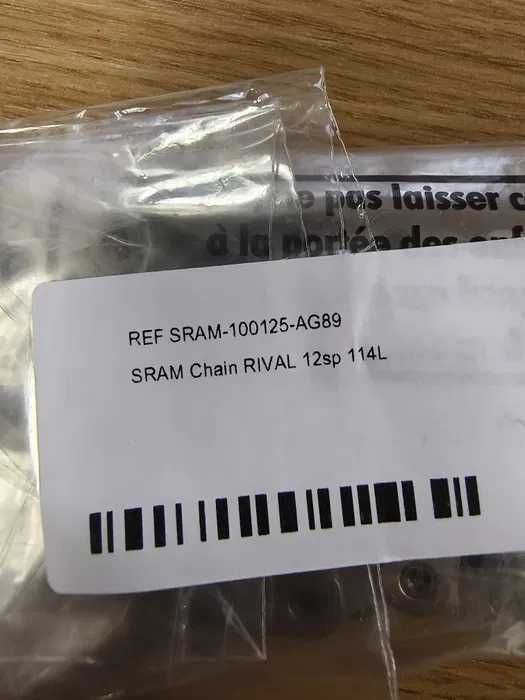 pas laisser
à la portée des
REF SRAM-100125-AG89
SRAM Chain RIVAL 12sp 114L